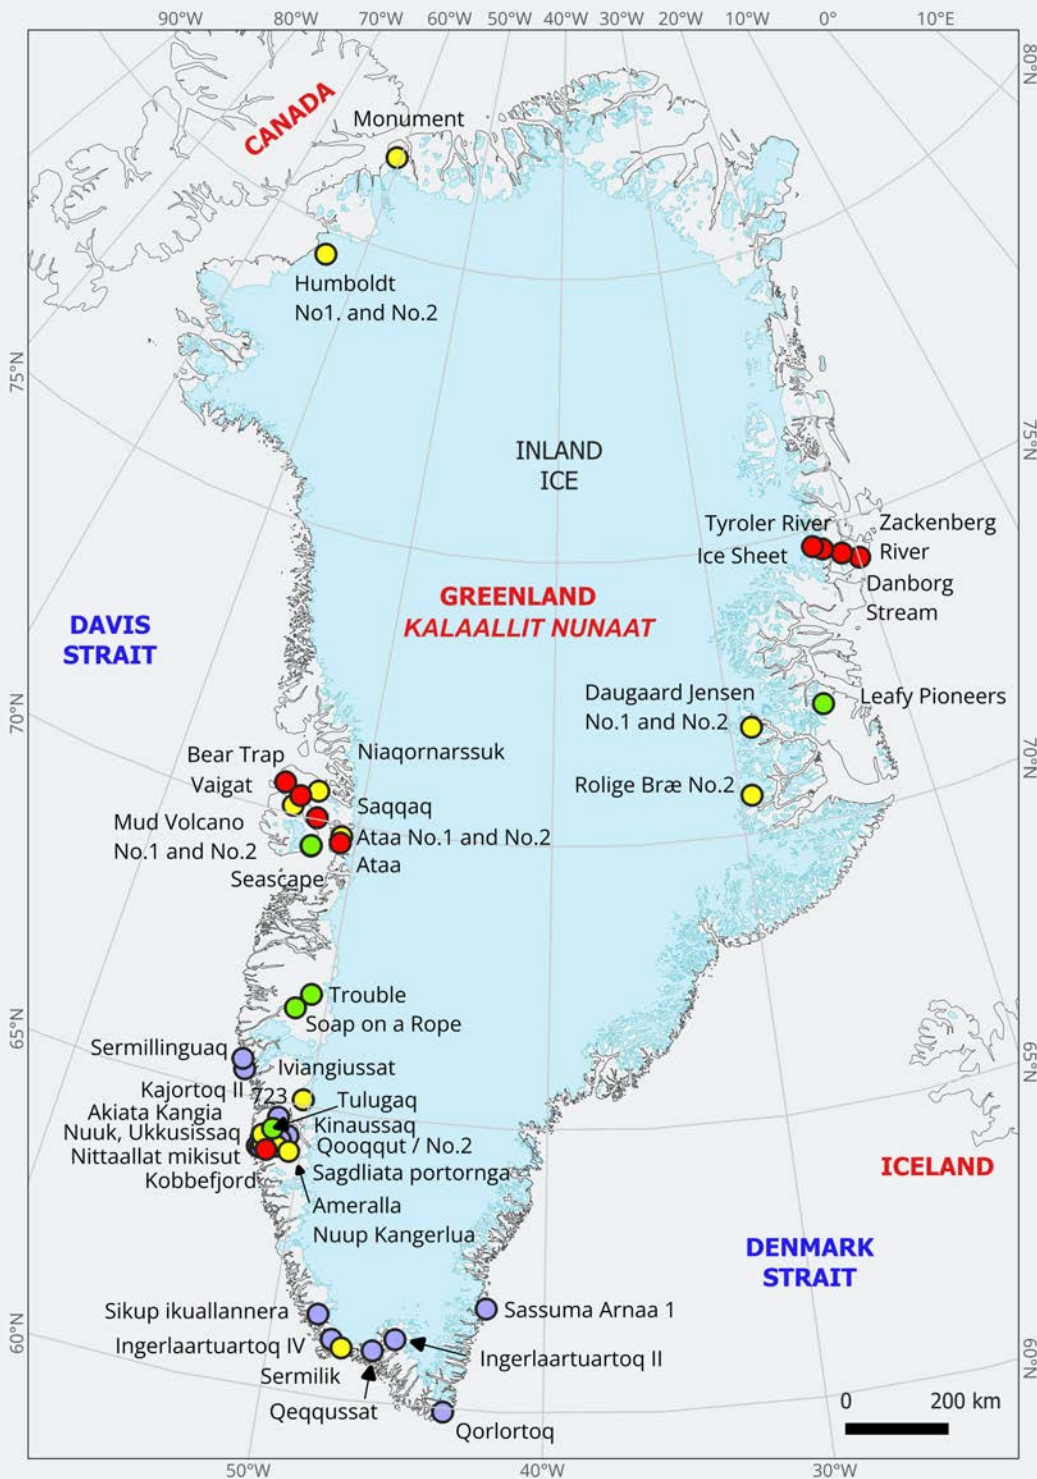 90°W 80°W 70°W 60°W 50°W 40°W 30°W 20°W 10°W 0° 10°E
80°N
CANADA
Monument
Humboldt
No1. and No.2
75°N
75°N
INLAND
ICE
Tyroler River
Ice Sheet
Zackenberg
River
Danborg
Stream
GREENLAND
KALAALLIT NUNAAT
DAVIS
STRAIT
Daugaard Jensen
No.1 and No.2
Leafy Pioneers
70°N
70°N
Niaqornarssuk
Bear Trap
Vaigat
Rolige Bræ No.2
Saqqaq
Mud Volcano
No.1 and No.2
Ataa No.1 and No.2
Ataa
Seascape
Trouble
Soap on a Rope
65°N
65°N
Sermillinguaq
Iviangiussat
Kajortoq II
723
Tulugaq
Akiata Kangia
Kinaussaq
Nuuk, Ukkusissaq
Qooqqut / No.2
Nittaallat mikisut
Sagdliata portornga
Kobbefjord
Ameralla
Nuup Kangerlua
ICELAND
DENMARK
STRAIT
Sikup ikuallannera
Sassuma Arnaa 1
60°N
60°N
Ingerlaartuartoq IV
Ingerlaartuartoq II
Sermilik
Qeqqussat
Qorlortoq
0 200 km
50°W 40°W 30°W